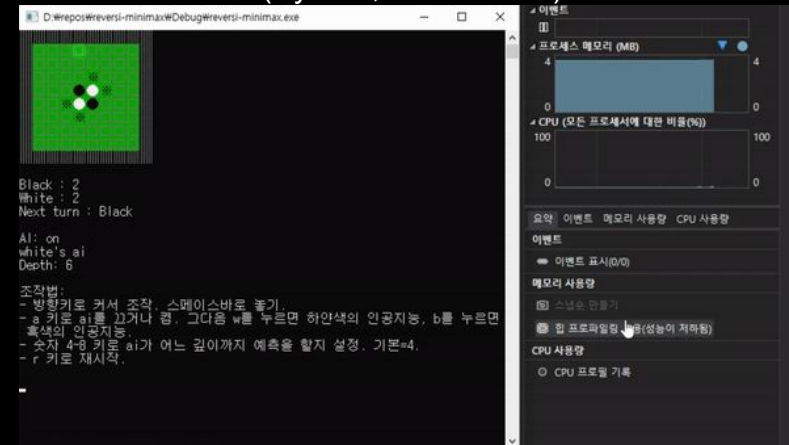 D:₩repos₩reversi-minimax₩Debug₩reversi-minimax.exe
Black : 2
White : 2
Next turn : Black
AI: on
white's ai
Depth: 6
조작법:
- 방향키로 커서 조작. 스페이스바로 놓기.
- a 키로 ai를 끄거나 켬. 그다음 w를 누르면 하얀색의 인공지능, b를 누르면
흑색의 인공지능.
- 숫자 4~8 키로 ai가 어느 깊이까지 예측을 할지 설정. 기본=4.
- r 키로 재시작.
이벤트
프로세스 메모리 (MB)
4 4
0 0
CPU (모든 프로세서에 대한 비율(%))
100 100
0 0
요약 이벤트 메모리 사용량 CPU 사용량
이벤트
이벤트 표시(0/0)
메모리 사용량
스냅숏 만들기
힙 프로파일링 용(성능이 저하됨)
CPU 사용량
CPU 프로필 기록